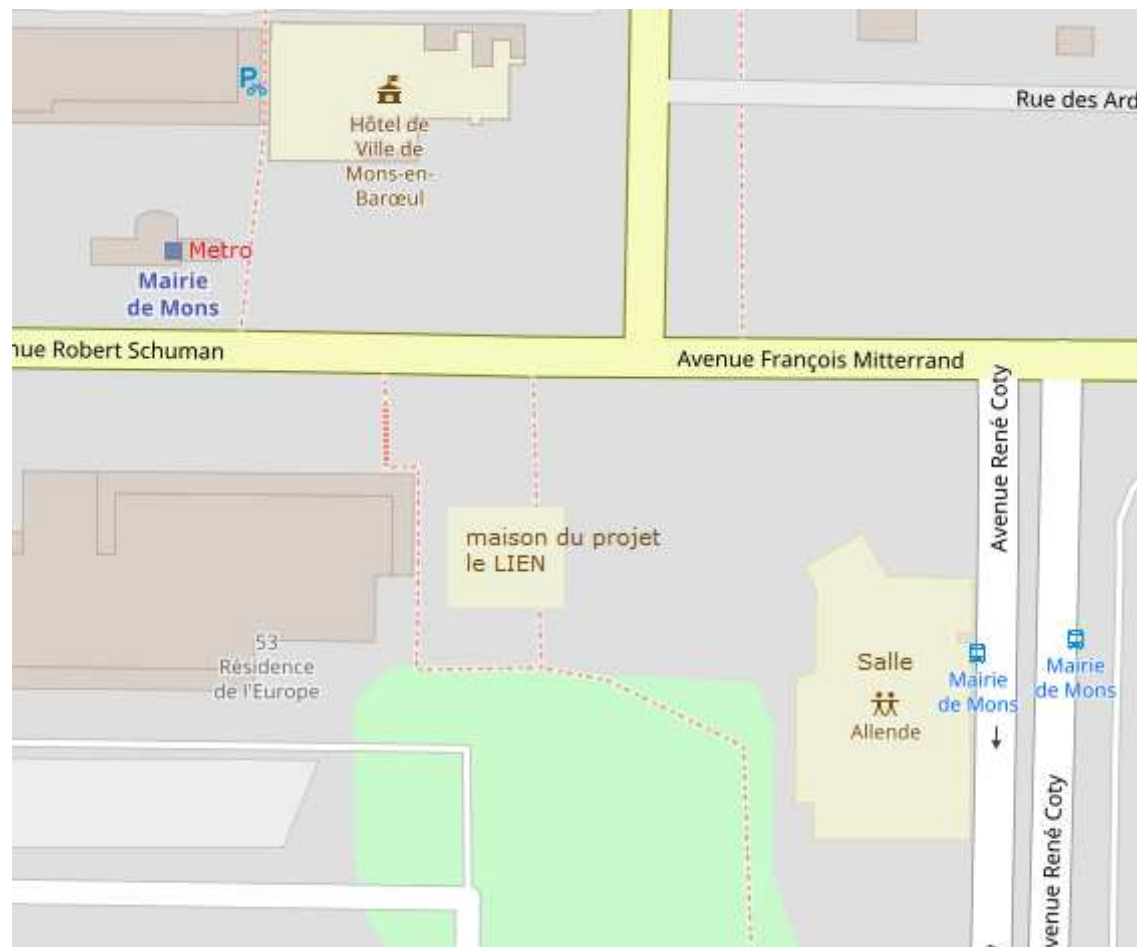 Rue des Ard
P
Hôtel de
Ville de
Mons-en-
Barœul
Metro
Mairie
de Mons
nue Robert Schuman
Avenue François Mitterrand
Avenue René Coty
maison du projet
le LIEN
53
Résidence
de l'Europe
Salle
Allende
Mairie
de Mons
Mairie
de Mons
venue René Coty